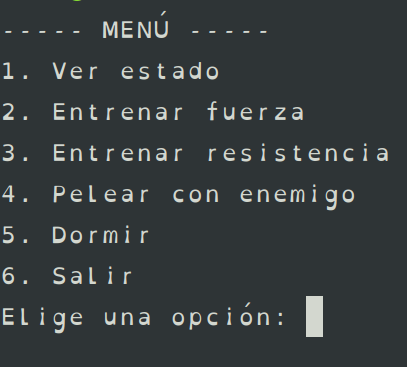 ----- MENÚ -----
1. Ver estado
2. Entrenar fuerza
3. Entrenar resistencia
4. Pelear con enemigo
5. Dormir
6. Salir
Elige una opción: